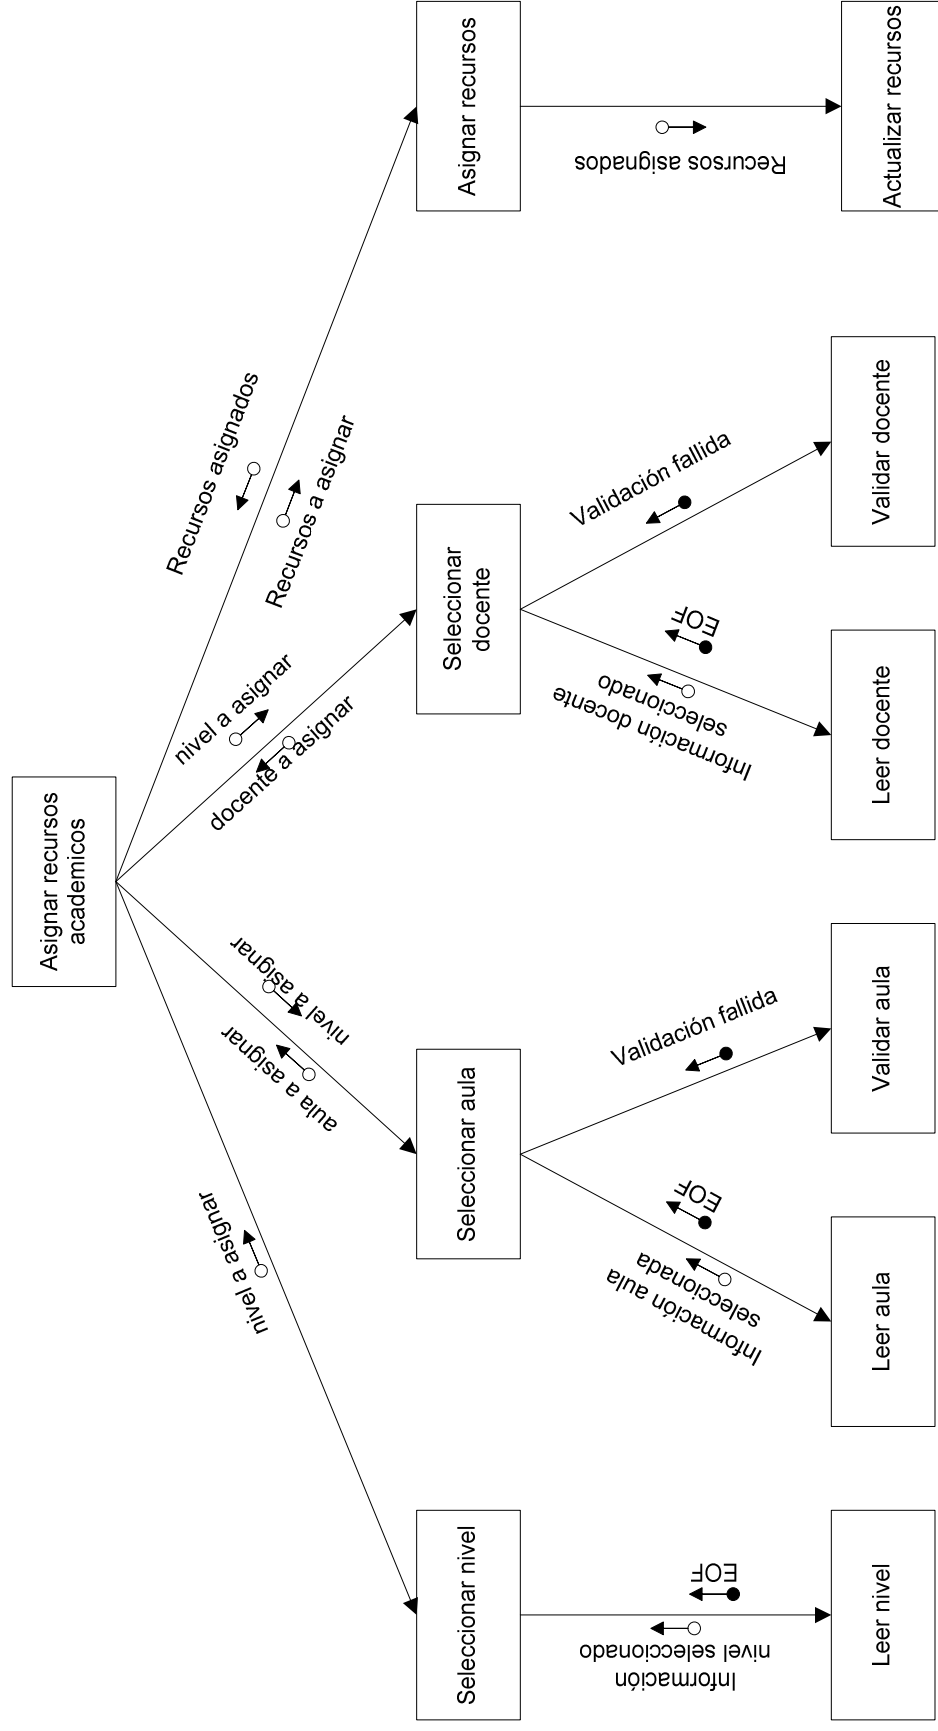 Asignar recursos
academicos
nivel a asignar
aula a asignar
nivel a asignar
nivel a asignar
docente a asignar
Recursos asignados
Recursos a asignar
Seleccionar nivel
Seleccionar aula
Seleccionar
docente
Asignar recursos
Información
nivel seleccionado
EOF
Información aula
seleccionada
EOF
Validación fallida
Información docente
seleccionado
EOF
Validación fallida
Recursos asignados
Leer nivel
Leer aula
Validar aula
Leer docente
Validar docente
Actualizar recursos